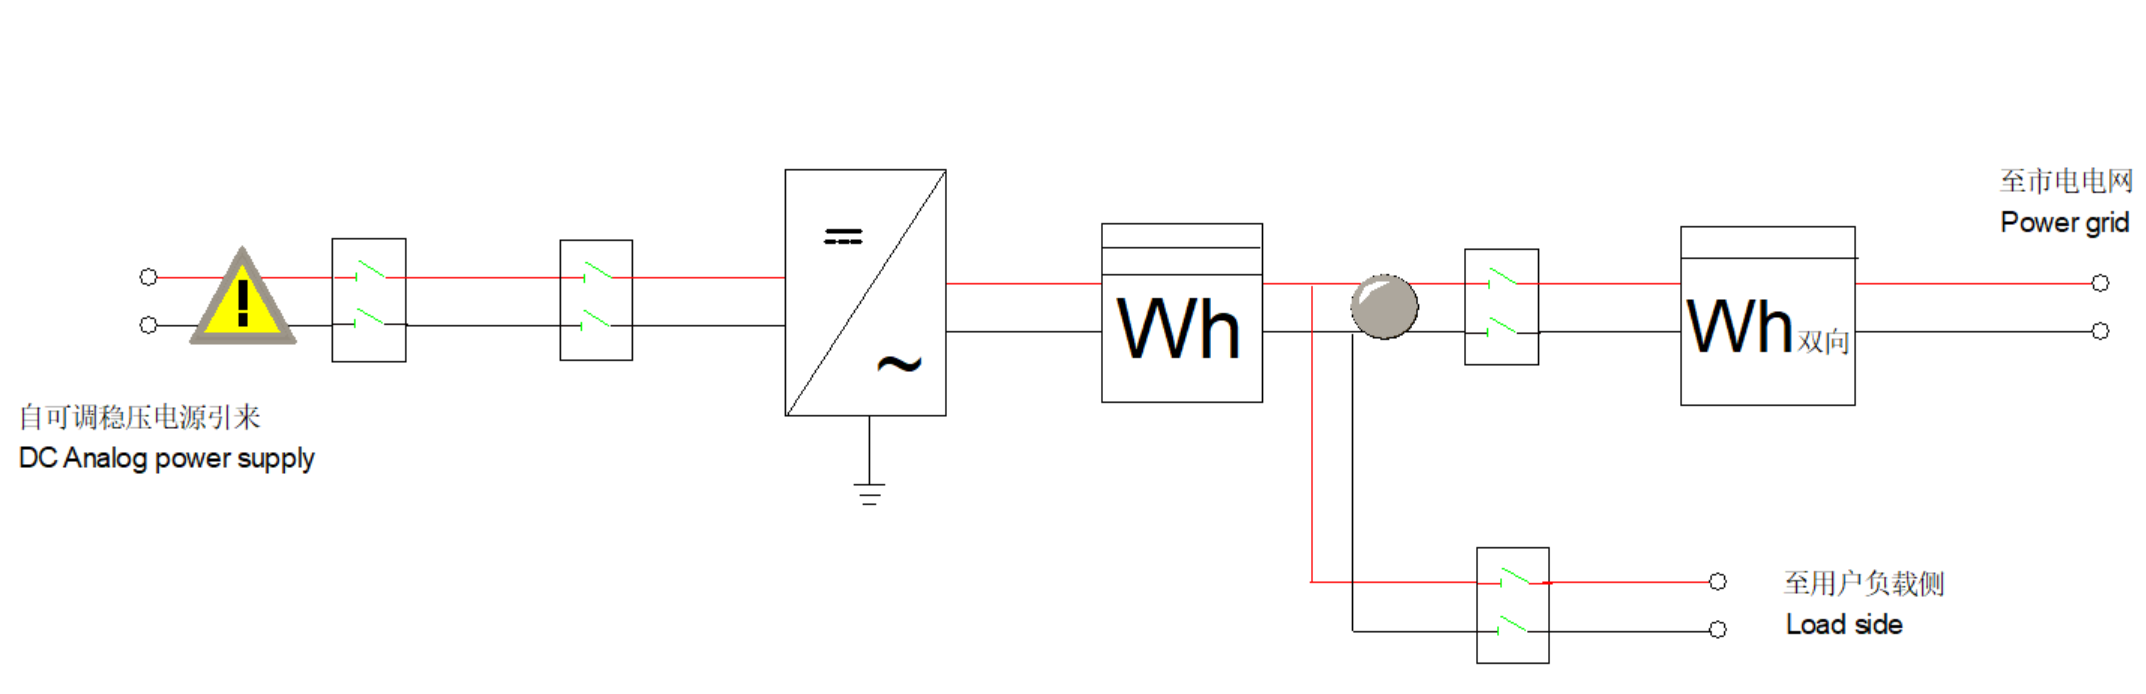 至市电电网
Power grid
!
~
Wh
Wh双向
自可调稳压电源引来
DC Analog power supply
至用户负载侧
Load side